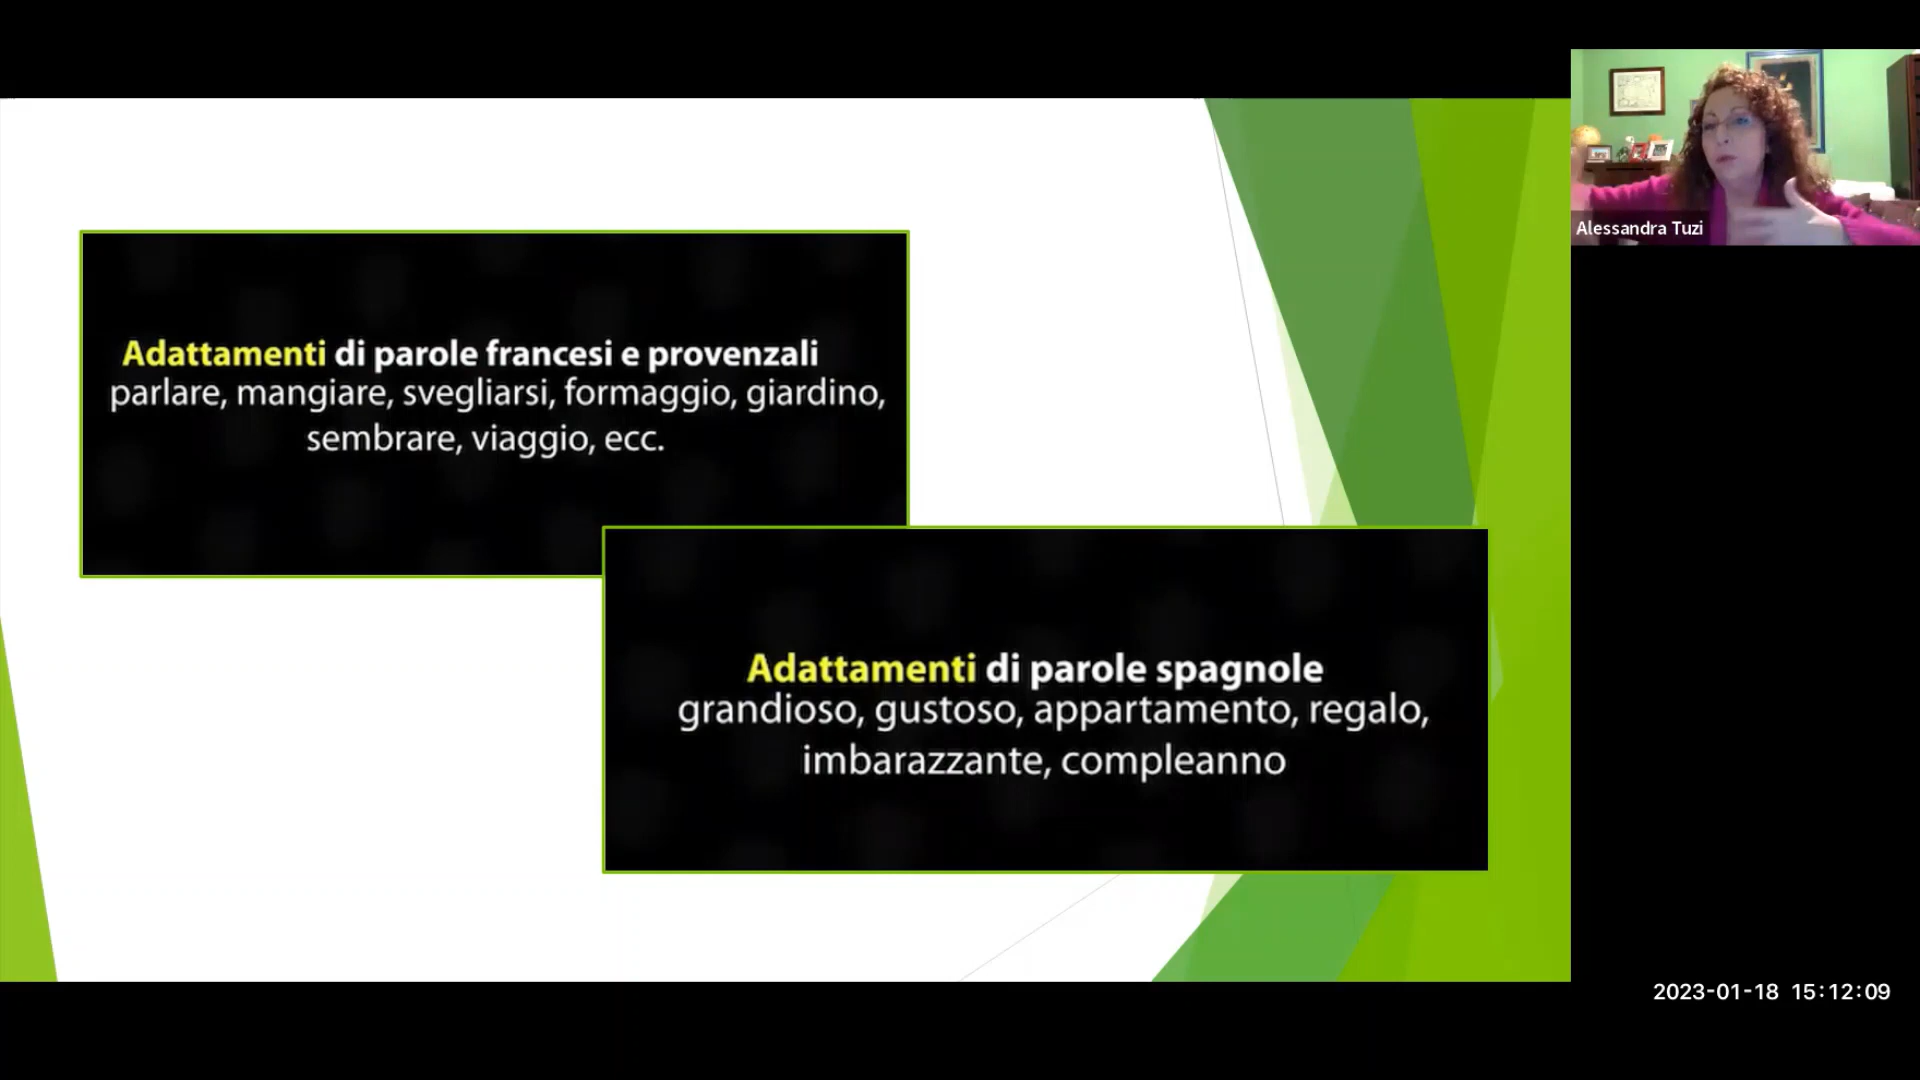 Adattamenti di parole francesi e provenzali
parlare, mangiare, svegliarsi, formaggio, giardino,
sembrare, viaggio, ecc.
Adattamenti di parole spagnole
grandioso, gustoso, appartamento, regalo,
imbarazzante, compleanno
Alessandra Tuzi
2023-01-18 15:12:09